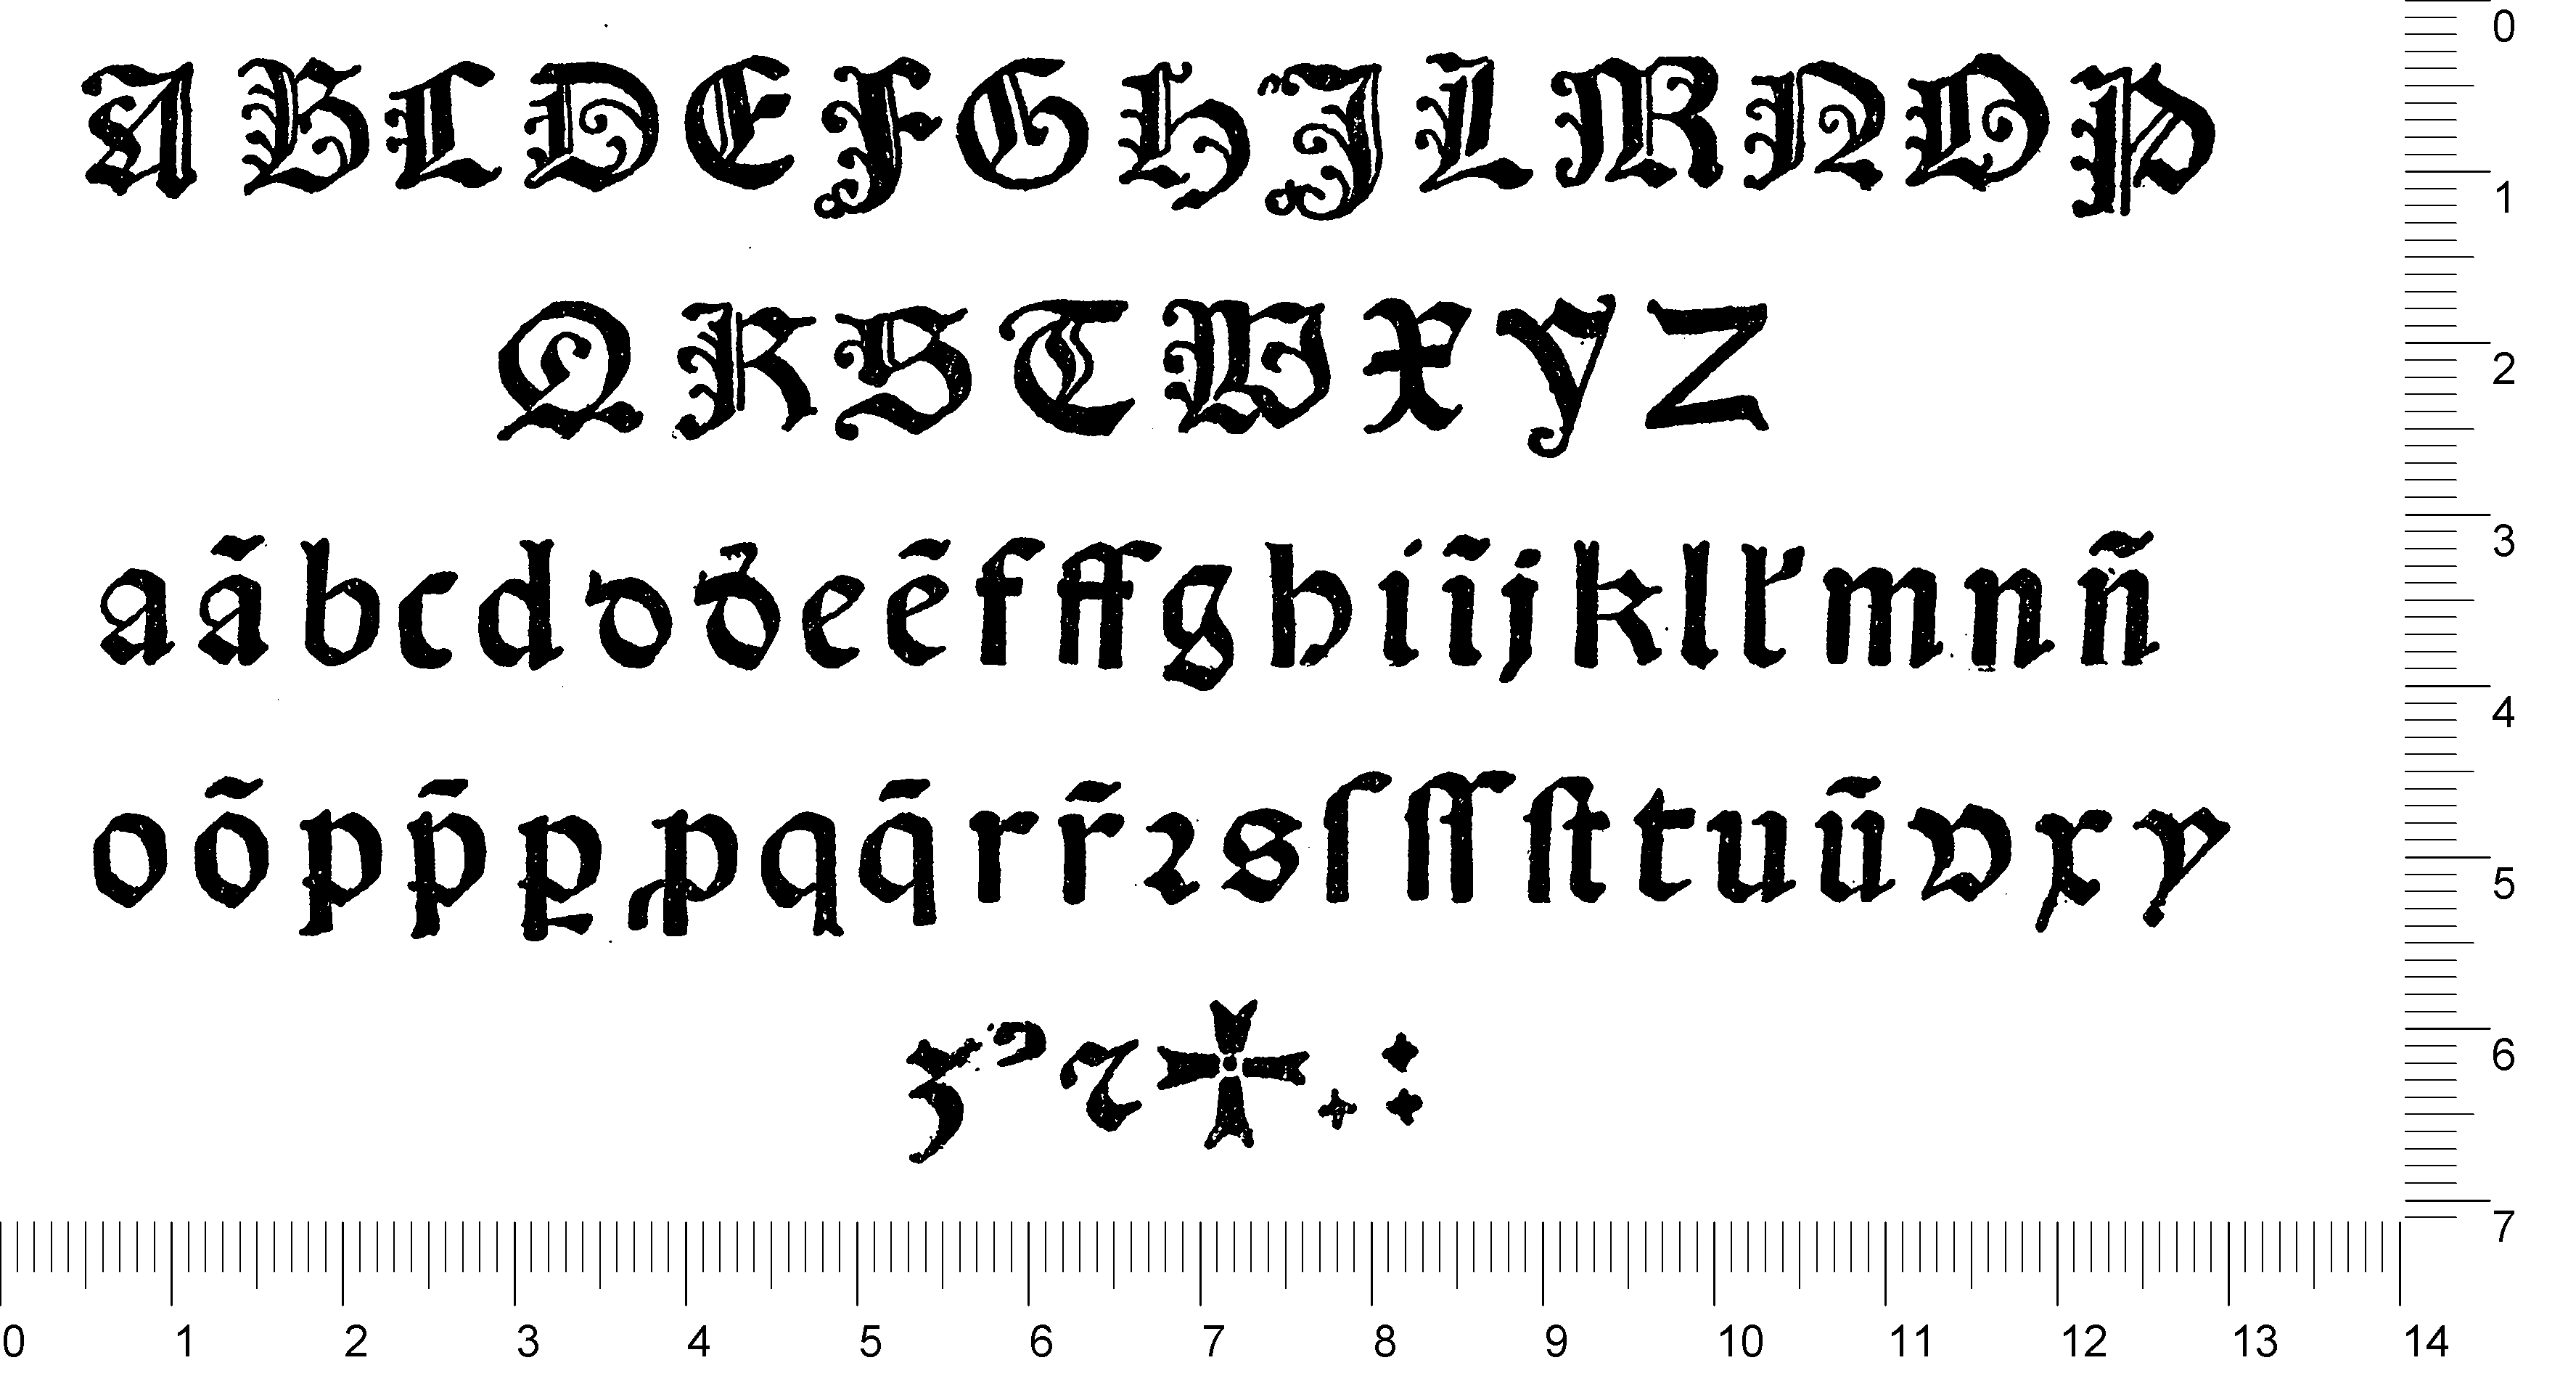 A B C D E F G H J L M N O P
Q R S T W X Y Z
a ã b c d d d̄ e ẽ f ff g h i ĩ j k l l' m n ñ
o õ p p̃ ꝑ ꝓ q q̃ r r̃ ꝛ s ſ ſſ ſt t u ũ v x y
ꝫ ꝰ ⁊ ✠ . :
0
1
2
3
4
5
6
7
0 1 2 3 4 5 6 7 8 9 10 11 12 13 14